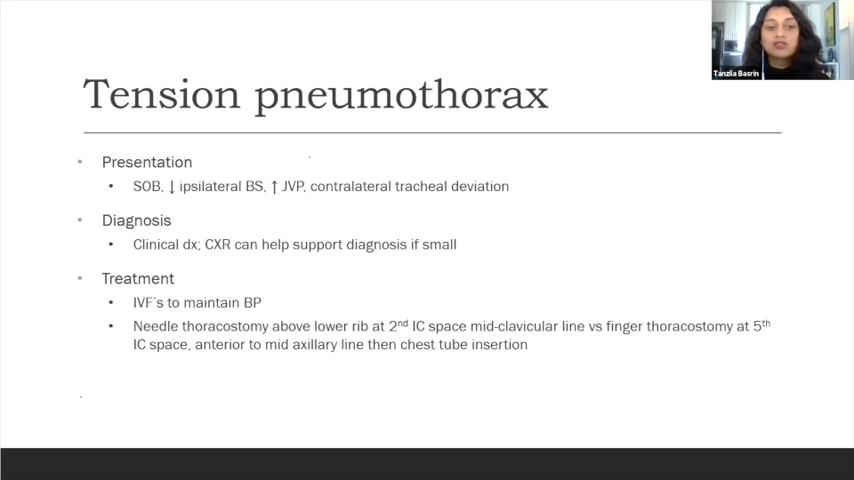 Tanzila Basrin
Tension pneumothorax
• Presentation
• SOB, ↓ ipsilateral BS, ↑ JVP, contralateral tracheal deviation
• Diagnosis
• Clinical dx; CXR can help support diagnosis if small
• Treatment
• IVF's to maintain BP
• Needle thoracostomy above lower rib at 2nd IC space mid-clavicular line vs finger thoracostomy at 5th
IC space, anterior to mid axillary line then chest tube insertion